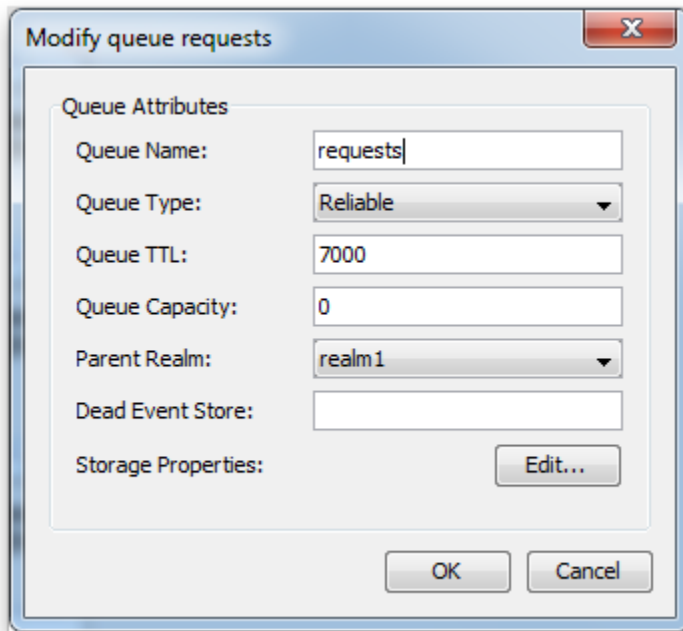 Modify queue requests
Queue Attributes
Queue Name: requests
Queue Type: Reliable
Queue TTL: 7000
Queue Capacity: 0
Parent Realm: realm1
Dead Event Store:
Storage Properties: Edit...
OK Cancel